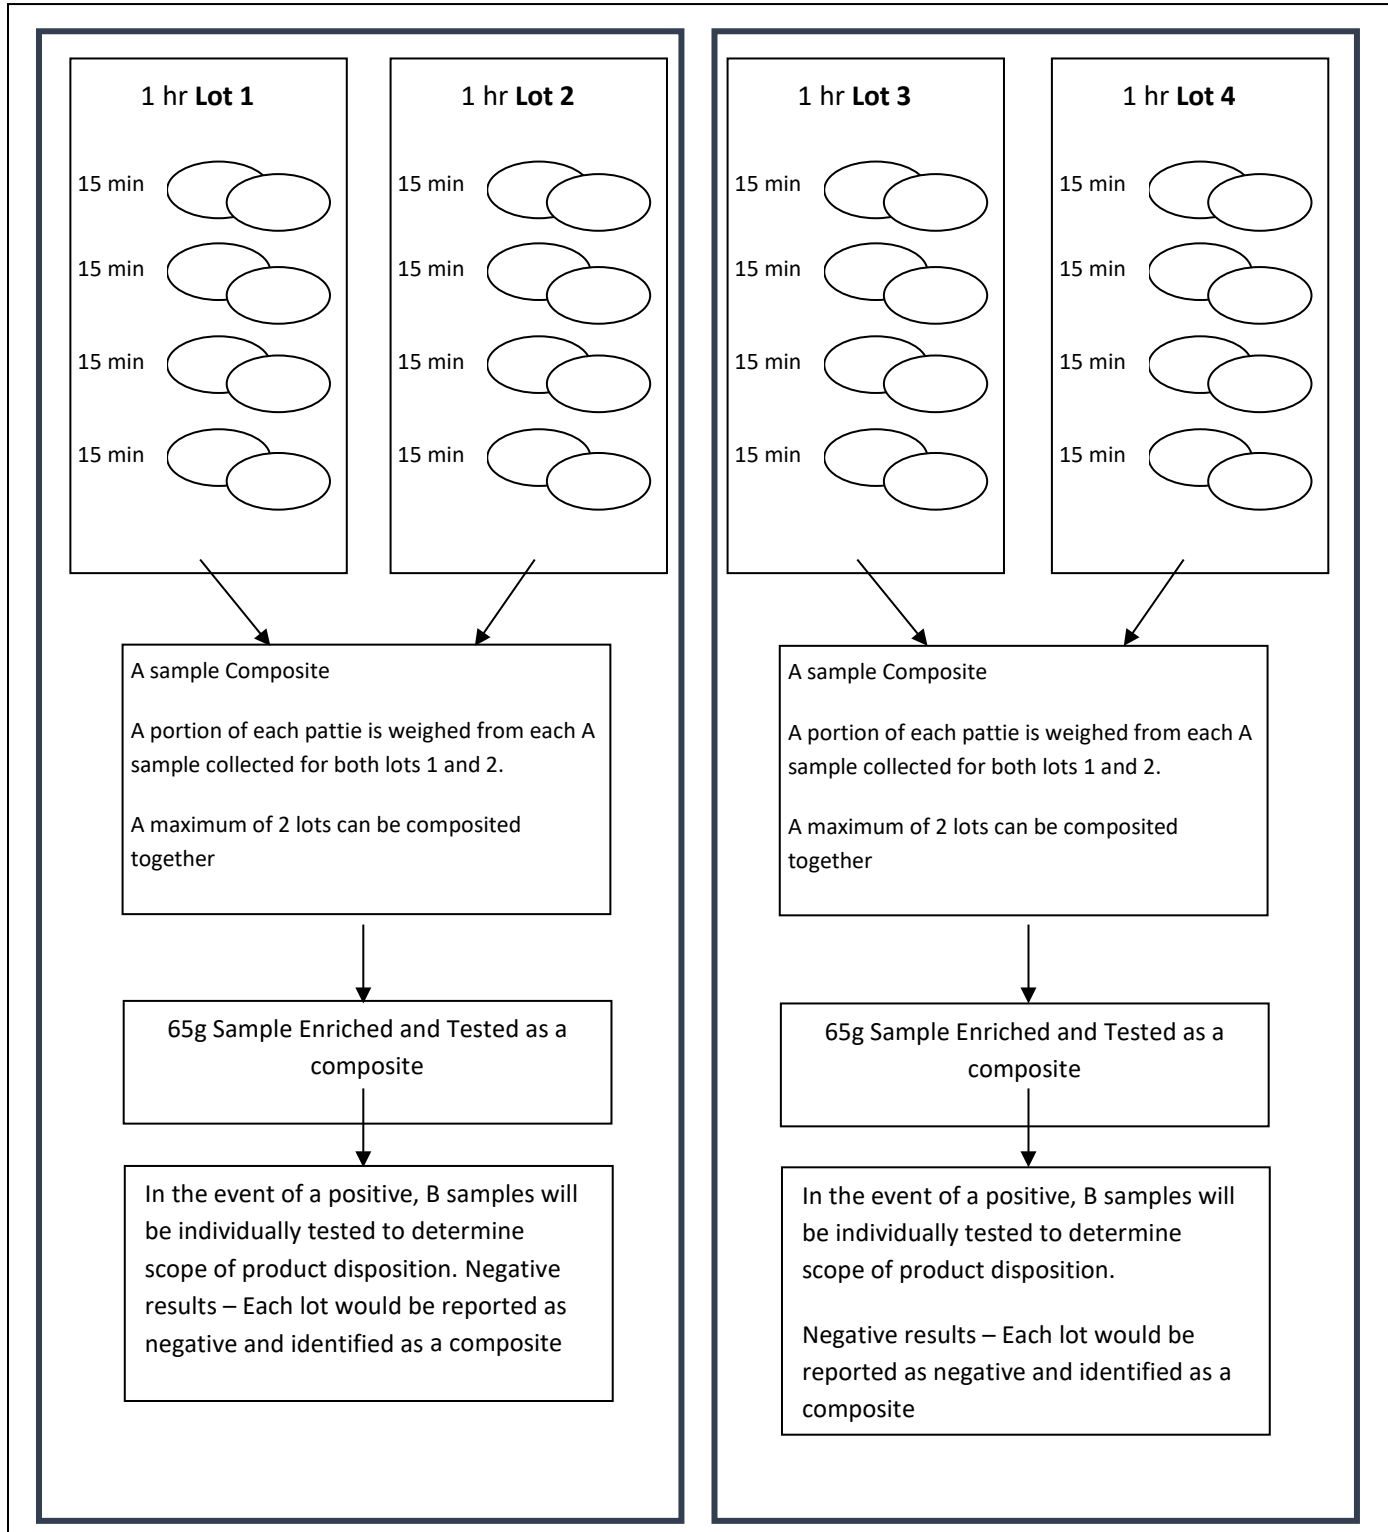 1 hr Lot 1
15 min
15 min
15 min
15 min
1 hr Lot 2
15 min
15 min
15 min
15 min
A sample Composite
A portion of each pattie is weighed from each A
sample collected for both lots 1 and 2.
A maximum of 2 lots can be composited
together
65g Sample Enriched and Tested as a
composite
In the event of a positive, B samples will
be individually tested to determine
scope of product disposition. Negative
results – Each lot would be reported as
negative and identified as a composite
1 hr Lot 3
15 min
15 min
15 min
15 min
1 hr Lot 4
15 min
15 min
15 min
15 min
A sample Composite
A portion of each pattie is weighed from each A
sample collected for both lots 1 and 2.
A maximum of 2 lots can be composited
together
65g Sample Enriched and Tested as a
composite
In the event of a positive, B samples will
be individually tested to determine
scope of product disposition.
Negative results – Each lot would be
reported as negative and identified as a
composite